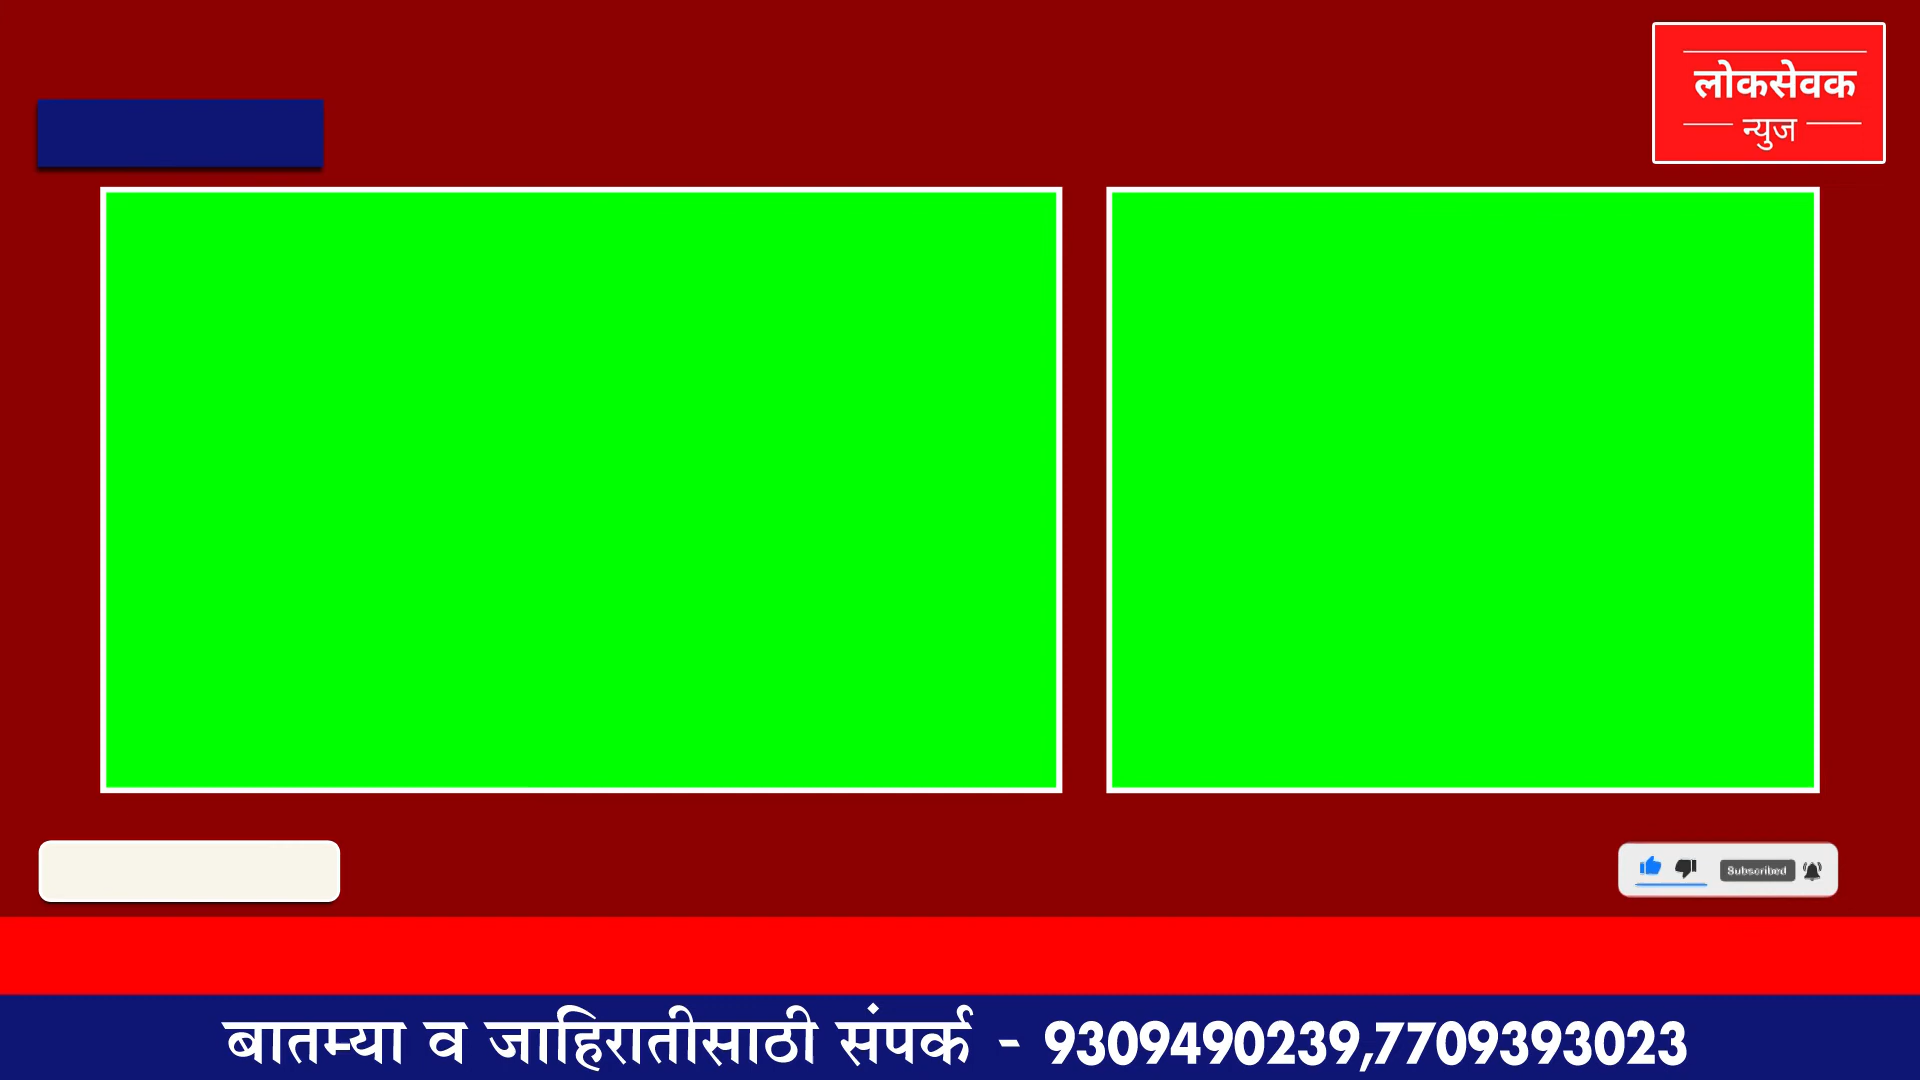 लोकसेवक
न्युज
Subscribed
बातम्या व जाहिरातीसाठी संपर्क - 9309490239,7709393023